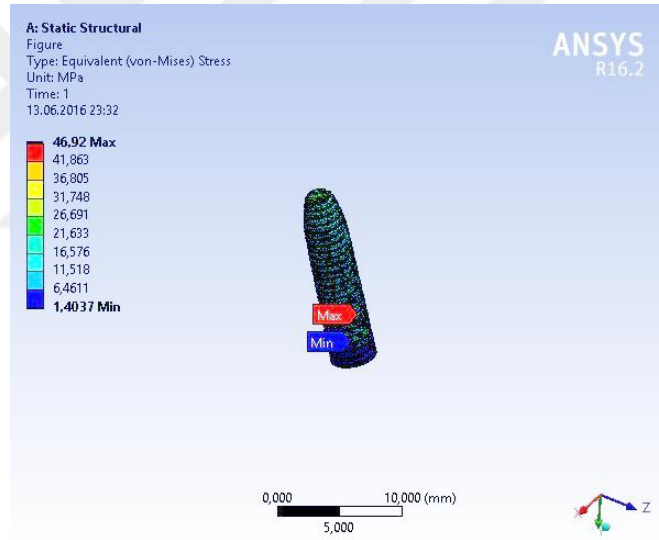 A: Static Structural
Figure
Type: Equivalent (von-Mises) Stress
Unit: MPa
Time: 1
13.06.2016 23:32
ANSYS
R16.2
46,92 Max
41,863
36,805
31,748
26,691
21,633
16,576
11,518
6,4611
1,4037 Min
Max
Min
0,000 10,000 (mm)
5,000
X Z